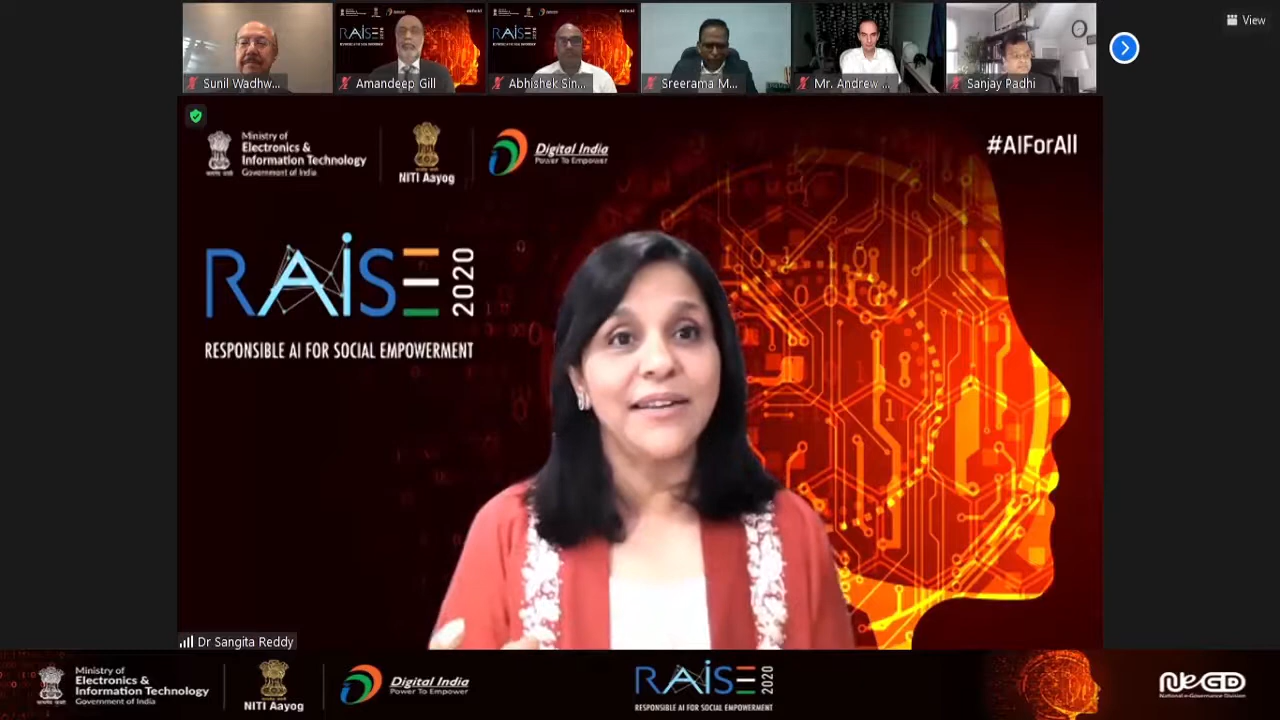 View
Sunil Wadhw...
Amandeep Gill
Abhishek Sin...
Sreerama M...
Mr. Andrew ...
Sanjay Padhi
Ministry of
Electronics &
Information Technology
Government of India
NITI Aayog
Digital India
Power To Empower
#AIForAll
RAISE 2020
RESPONSIBLE AI FOR SOCIAL EMPOWERMENT
Dr Sangita Reddy
Ministry of
Electronics &
Information Technology
Government of India
NITI Aayog
Digital India
Power To Empower
RAISE 2020
RESPONSIBLE AI FOR SOCIAL EMPOWERMENT
NeGD
National e-Governance Division